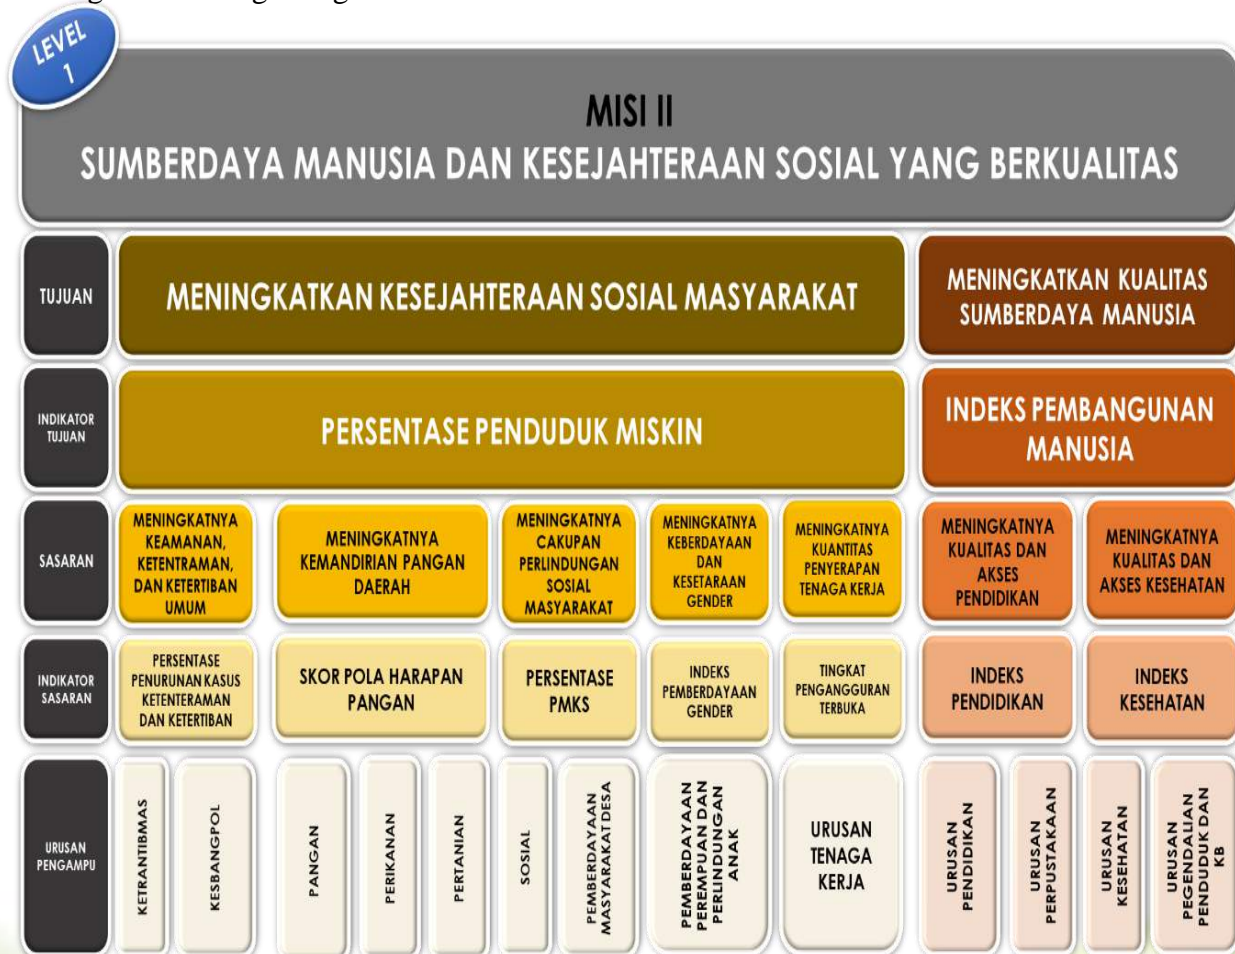 LEVEL
1
MISI II
SUMBERDAYA MANUSIA DAN KESEJAHTERAAN SOSIAL YANG BERKUALITAS
TUJUAN
MENINGKATKAN KESEJAHTERAAN SOSIAL MASYARAKAT
MENINGKATKAN KUALITAS
SUMBERDAYA MANUSIA
INDIKATOR
TUJUAN
PERSENTASE PENDUDUK MISKIN
INDEKS PEMBANGUNAN
MANUSIA
SASARAN
MENINGKATNYA
KEAMANAN,
KETENTRAMAN,
DAN KETERTIBAN
UMUM
MENINGKATNYA
KEMANDIRIAN PANGAN
DAERAH
MENINGKATNYA
CAKUPAN
PERLINDUNGAN
SOSIAL
MASYARAKAT
MENINGKATNYA
KEBERDAYAAN
DAN
KESETARAAN
GENDER
MENINGKATNYA
KUANTITAS
PENYERAPAN
TENAGA KERJA
MENINGKATNYA
KUALITAS DAN
AKSES
PENDIDIKAN
MENINGKATNYA
KUALITAS DAN
AKSES KESEHATAN
INDIKATOR
SASARAN
PERSENTASE
PENURUNAN KASUS
KETENTERAMAN
DAN KETERTIBAN
SKOR POLA HARAPAN
PANGAN
PERSENTASE
PMKS
INDEKS
PEMBERDAYAAN
GENDER
TINGKAT
PENGANGGURAN
TERBUKA
INDEKS
PENDIDIKAN
INDEKS
KESEHATAN
URUSAN
PENGAMPU
KETRANTIBMAS
KESBANGPOL
PANGAN
PERIKANAN
PERTANIAN
SOSIAL
PEMBERDAYAAN
MASYARAKAT DESA
PEMBERDAYAAN
PEREMPUAN DAN
PERLINDUNGAN
ANAK
URUSAN
TENAGA
KERJA
URUSAN
PENDIDIKAN
URUSAN
PERPUSTAKAAN
URUSAN
KESEHATAN
URUSAN
PEGENDALIAN
PENDUDUK DAN
KB